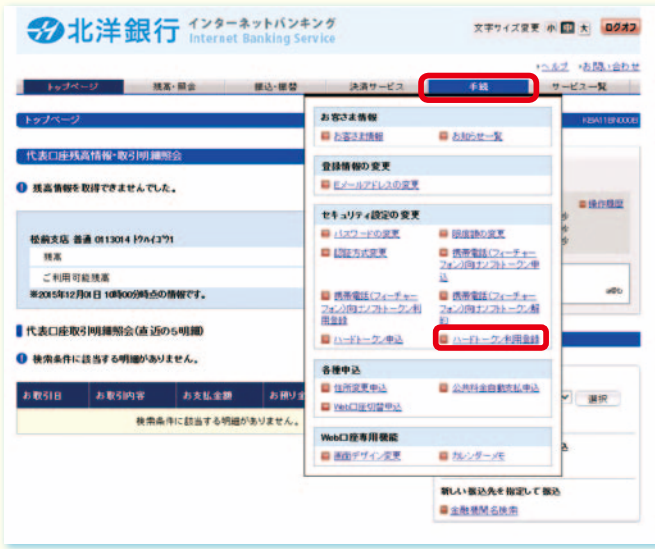 北洋銀行 インターネットバンキング
Internet Banking Service
文字サイズ変更 小 中 大 ログオフ
ヘルプ お問い合わせ
トップページ 残高・照会 振込・振替 決済サービス 手続 サービス一覧
トップページ
代表口座残高情報・取引明細照会
残高情報を取得できませんでした。
残高
ご利用可能残高
※2015年12月01日 10時00分時点の情報です。
代表口座取引明細照会(直近の5明細)
検索条件に該当する明細がありません。
お取引日 お取引内容 お支払金額 お預り金
検索条件に該当する明細がありません。
お客さま情報
お客さま情報 お知らせ一覧
登録情報の変更
Eメールアドレスの変更
セキュリティ設定の変更
パスワードの変更 限度額の変更
認証方式変更 携帯電話(フィーチャー
フォン)向けソフトトークン申
込
携帯電話(フィーチャー 携帯電話(フィーチャー
フォン)向けソフトトークン利 フォン)向けソフトトークン解
用登録 約
ハードトークン申込 ハードトークン利用登録
各種申込
住所変更申込 公共料金自動支払申込
Web口座切替申込
Web口座専用機能
画面デザイン変更 カレンダーメモ
操作履歴
選択
新しい振込先を指定して振込
金融機関名検索